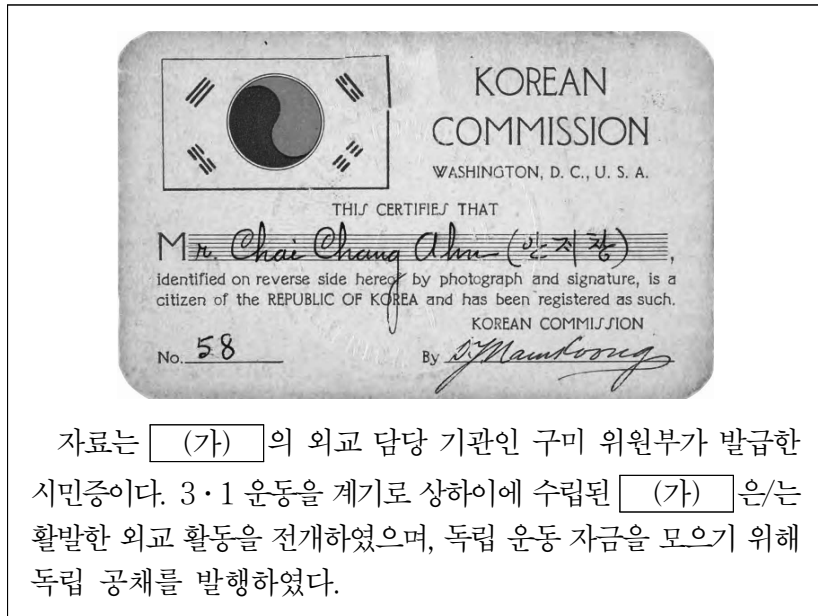 KOREAN
COMMISSION
WASHINGTON, D. C., U. S. A.
THIS CERTIFIES THAT
Mr. Chai Chang Ahn (안재창),
identified on reverse side hereof by photograph and signature, is a
citizen of the REPUBLIC OF KOREA and has been registered as such.
KOREAN COMMISSION
No. 58 By
자료는 (가) 의 외교 담당 기관인 구미 위원부가 발급한
시민증이다. 3·1 운동을 계기로 상하이에 수립된 (가) 은/는
활발한 외교 활동을 전개하였으며, 독립 운동 자금을 모으기 위해
독립 공채를 발행하였다.